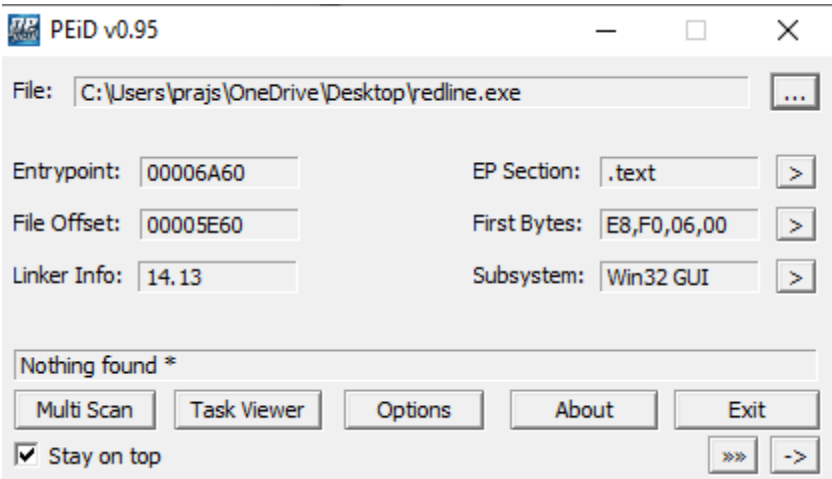 PEiD v0.95
File: C:\Users\prajs\OneDrive\Desktop\redline.exe ...
Entrypoint: 00006A60 EP Section: .text >
File Offset: 00005E60 First Bytes: E8,F0,06,00 >
Linker Info: 14.13 Subsystem: Win32 GUI >
Nothing found *
Multi Scan Task Viewer Options About Exit
Stay on top »» ->